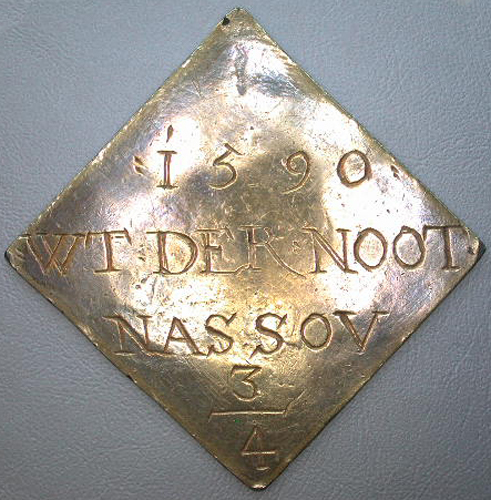 ·1590·
WT·DER·NOOT·
NASSOV
3
4